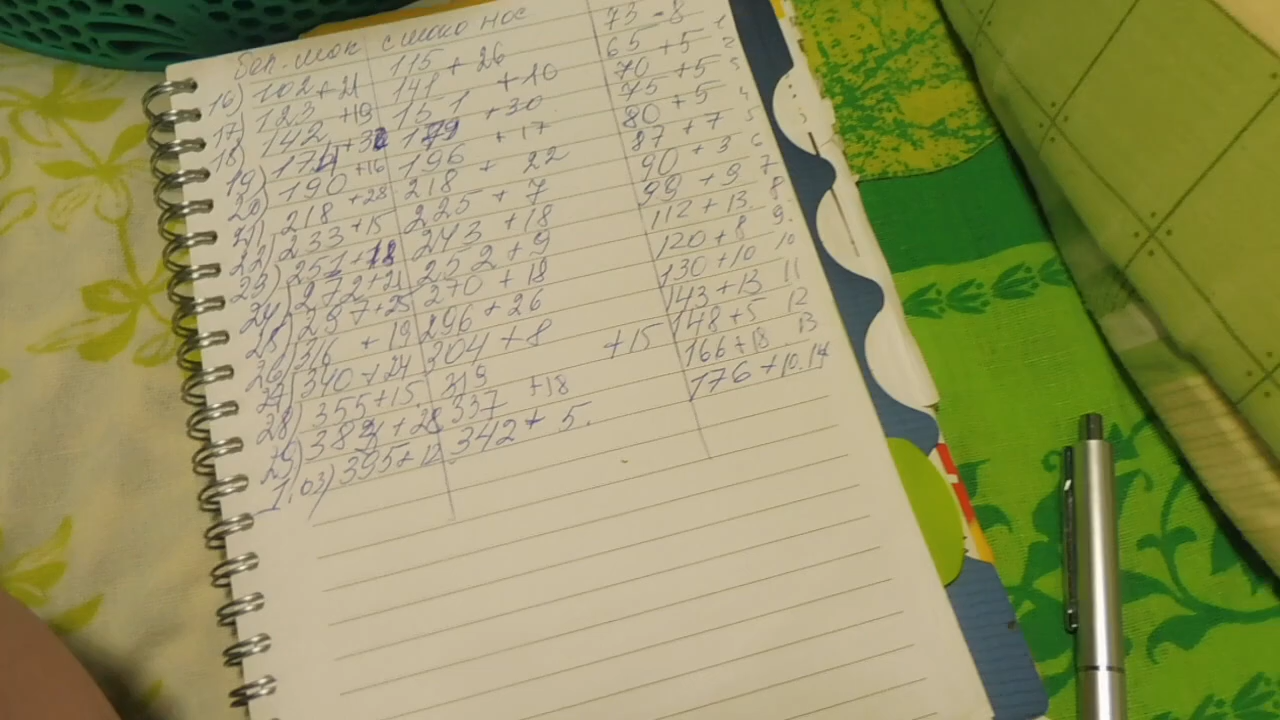 16) 102+21 115 + 26 73 - 8
17) 123 +19 141 + 10 65 +5 1
18) 142 +32 151 +30 70 +5 2
19) 174 +16 179 + 17 75 +5 3
20) 190 +28 196 + 22 80 +7 4
21) 218 +15 218 + 7 87 + 3 5
22) 233 +18 225 + 18 90 + 9 6
23) 251 +21 243 + 9 99 + 13 7
24) 272 +25 252 + 18 112 + 8 8
25) 297 + 19 270 + 26 120 +10 9
26) 316 + 24 296 + 8 130 +13 10
27) 340 +15 304 +15 143 +5 11
28) 355 + 28 319 +18 148 +18 12
29) 383 + 12 337 + 5 166 +10 13
1.03) 395 342 176 14